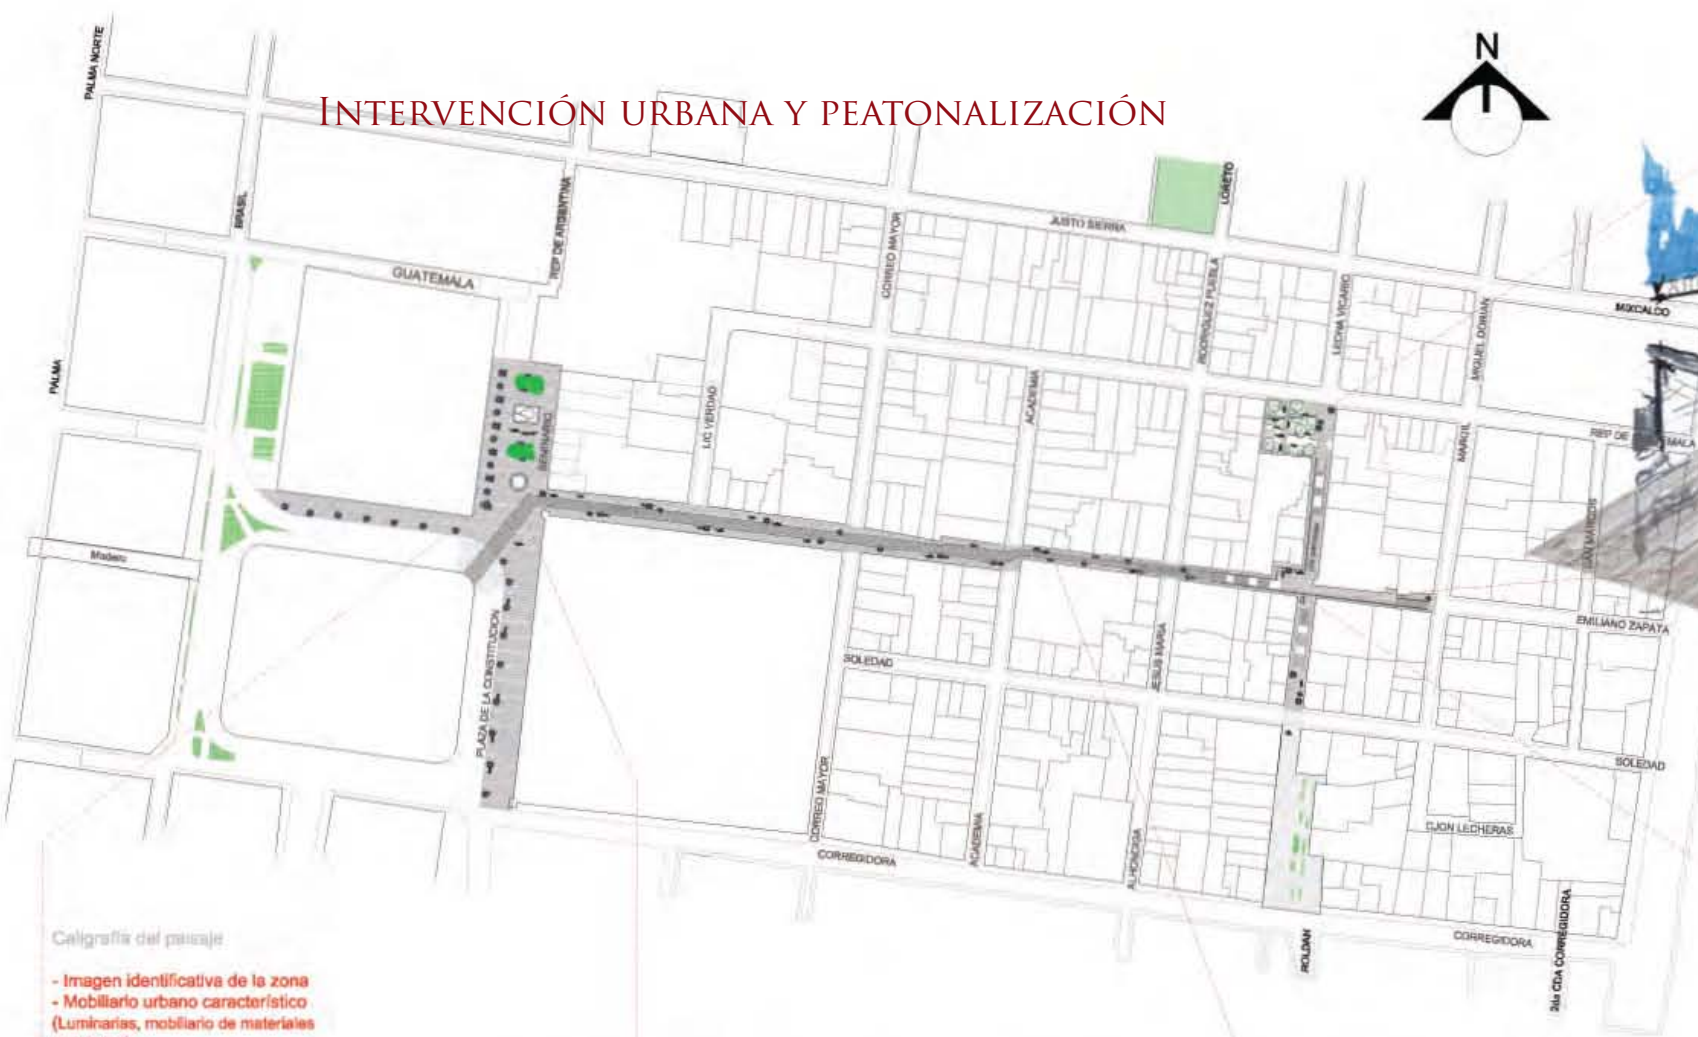 INTERVENCIÓN URBANA Y PEATONALIZACIÓN
N
PALMA NORTE
BRASIL
REP DE ARGENTINA
GUATEMALA
CORREO MAYOR
JUSTO SIERRA
LORETO
RODRIGUEZ PUEBLA
LEONA VICARIO
MIGUEL DOMIAN
MIXCALCO
PALMA
SEMINARIO
LIC VERDAD
ACADEMIA
MANUEL
REP DE
MALA
SAN MARCOS
Madero
PLAZA DE LA CONSTITUCION
SOLEDAD
JESUS MARIA
EMILIANO ZAPATA
SOLEDAD
CORREO MAYOR
ACADEMIA
ALHONDIGA
CJON LECHERAS
CORREGIDORA
CORREGIDORA
ROLDAN
2da CDA CORREGIDORA
Caligrafía del paisaje
- Imagen identificativa de la zona
- Mobiliario urbano característico
(Luminarias, mobiliario de materiales